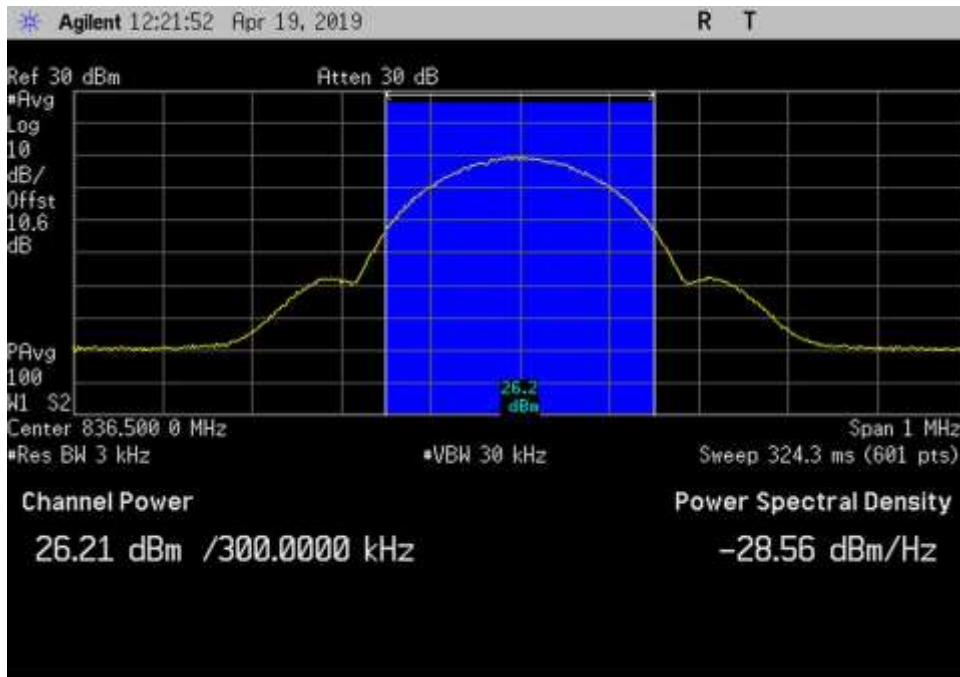 Agilent 12:21:52 Apr 19, 2019 R T
Ref 30 dBm Atten 30 dB
#Avg
Log
10
dB/
Offst
10.6
dB
PAvg
100
W1 S2
26.2
dBm
Center 836.500 0 MHz Span 1 MHz
#Res BW 3 kHz #VBW 30 kHz Sweep 324.3 ms (601 pts)
Channel Power Power Spectral Density
26.21 dBm /300.0000 kHz -28.56 dBm/Hz